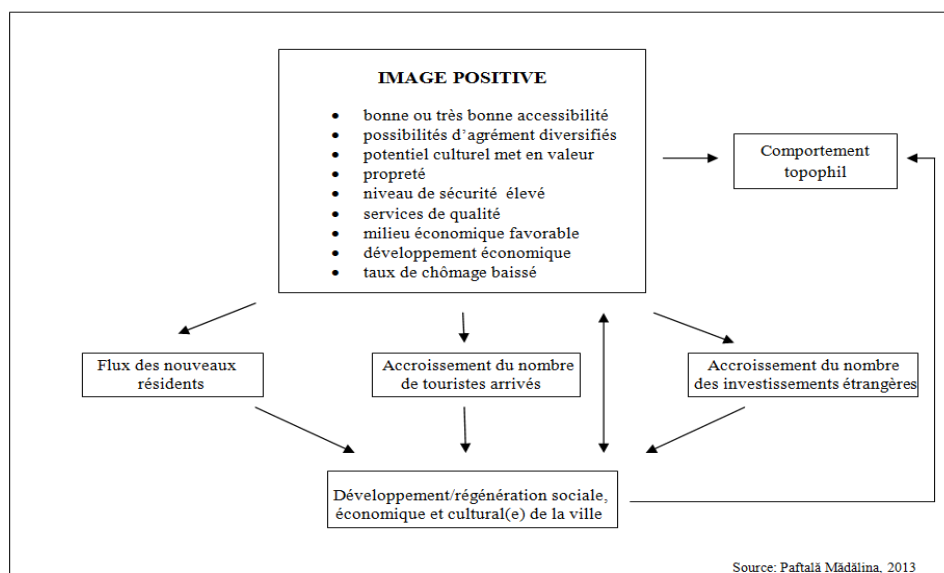 IMAGE POSITIVE
• bonne ou très bonne accessibilité
• possibilités d'agrément diversifiés
• potentiel culturel met en valeur
• propreté
• niveau de sécurité élevé
• services de qualité
• milieu économique favorable
• développement économique
• taux de chômage baissé
Comportement
topophil
Flux des nouveaux
résidents
Accroissement du nombre
de touristes arrivés
Accroissement du nombre
des investissements étrangères
Développement/régénération sociale,
économique et cultural(e) de la ville
Source: Paftală Mădălina, 2013